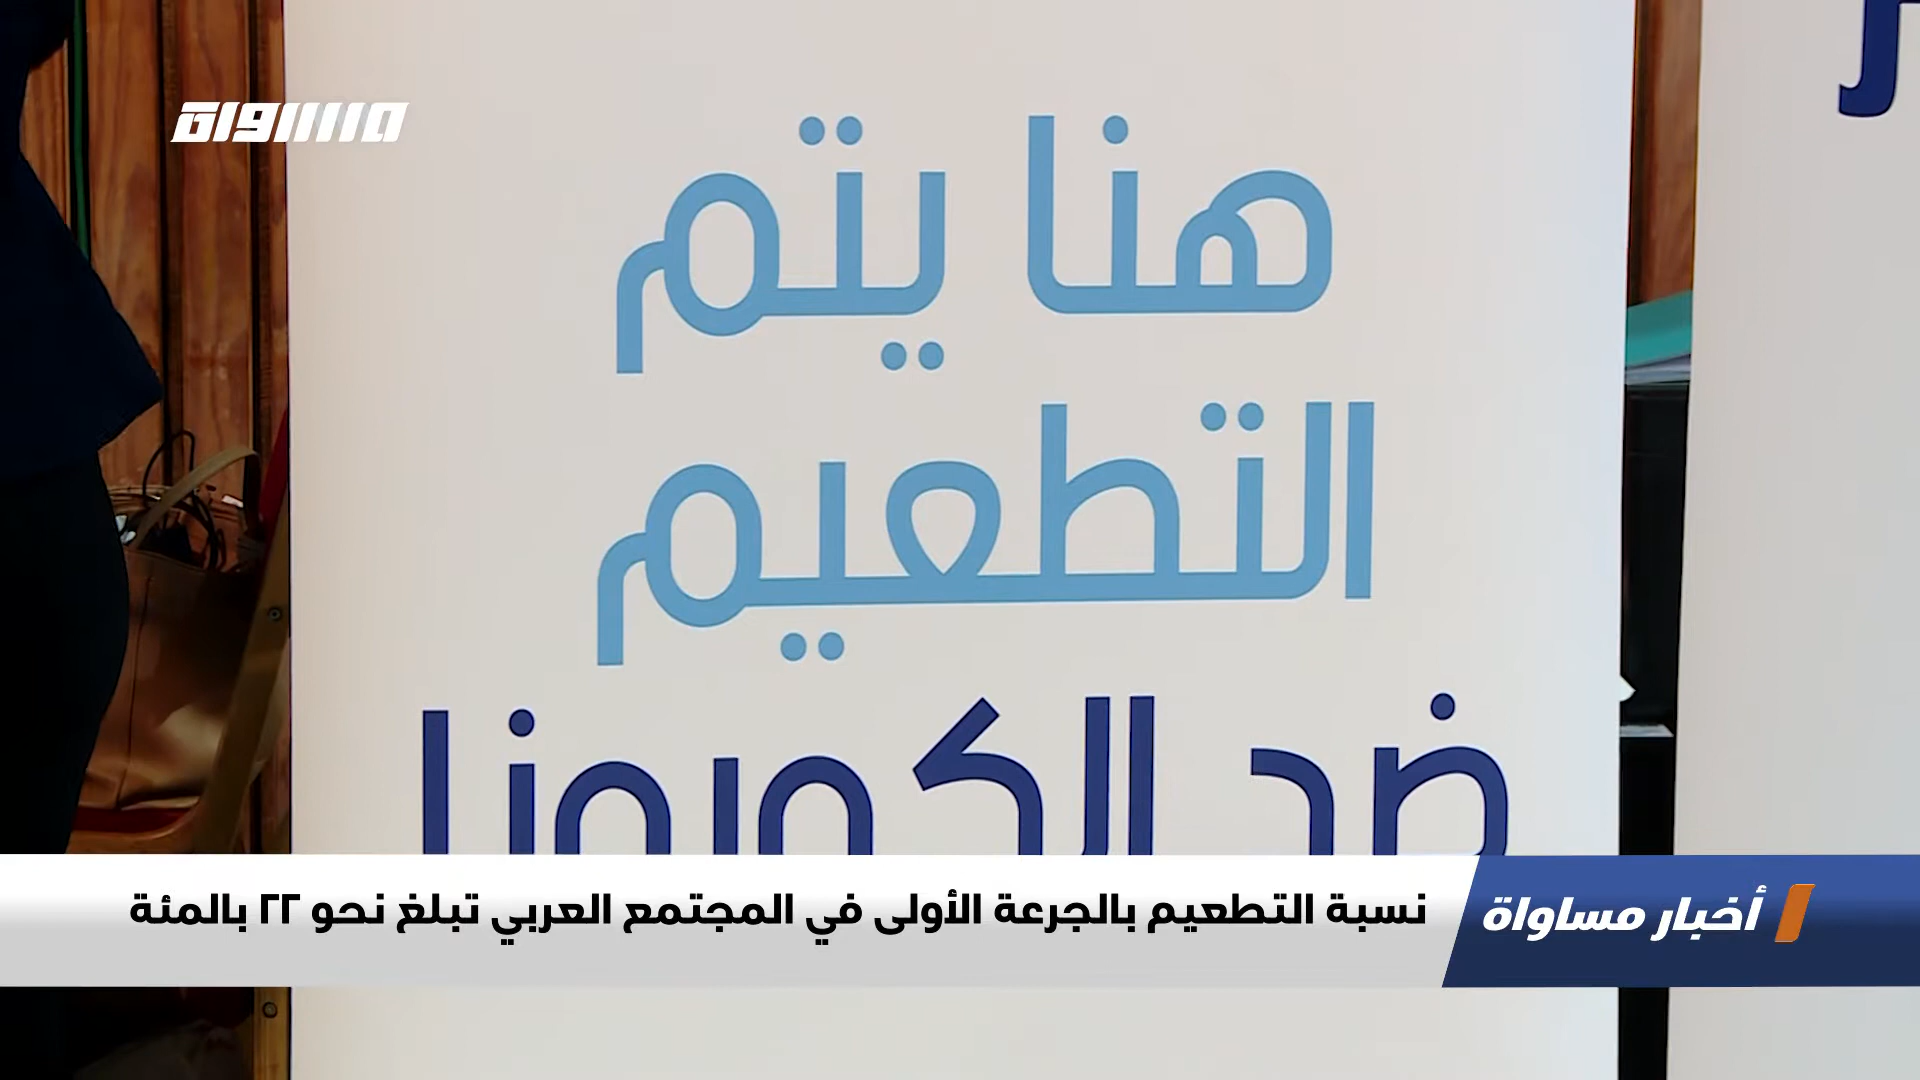 مساواة
هنا يتم
التطعيم
ضد الكورونا
أخبار مساواة
نسبة التطعيم بالجرعة الأولى في المجتمع العربي تبلغ نحو ٢٢ بالمئة